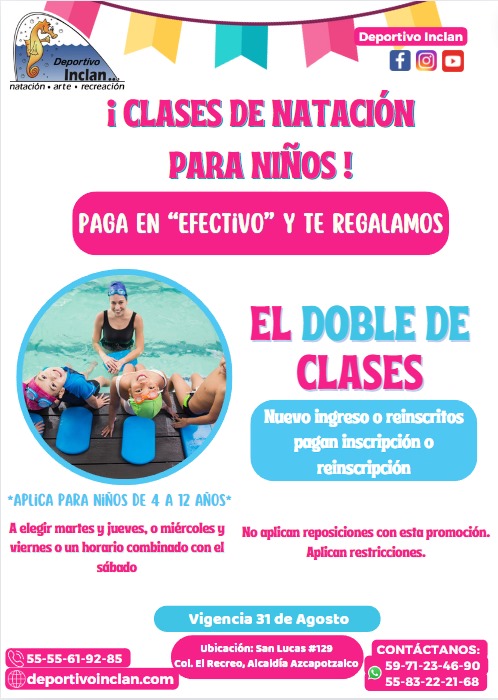 Deportivo
Inclan...
natación • arte • recreación
Deportivo Inclan
¡ CLASES DE NATACIÓN
PARA NIÑOS !
PAGA EN “EFECTIVO” Y TE REGALAMOS
EL DOBLE DE
CLASES
Nuevo ingreso o reinscritos
pagan inscripción o
reinscripción
*APLICA PARA NIÑOS DE 4 A 12 AÑOS*
A elegir martes y jueves, o miércoles y
viernes o un horario combinado con el
sábado
No aplican reposiciones con esta promoción.
Aplican restricciones.
Vigencia 31 de Agosto
55-55-61-92-85
deportivoinclan.com
Ubicación: San Lucas #129
Col. El Recreo, Alcaldía Azcapotzalco
CONTÁCTANOS:
59-71-23-46-90
55-83-22-21-68